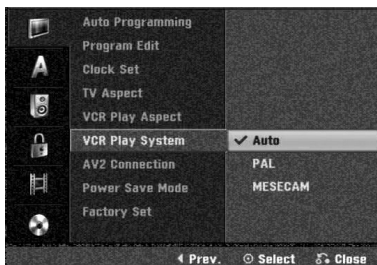 Auto Programming
Program Edit
A
Clock Set
TV Aspect
VCR Play Aspect
VCR Play System
✓ Auto
AV2 Connection
PAL
Power Save Mode
MESECAM
Factory Set
Prev. Select Close